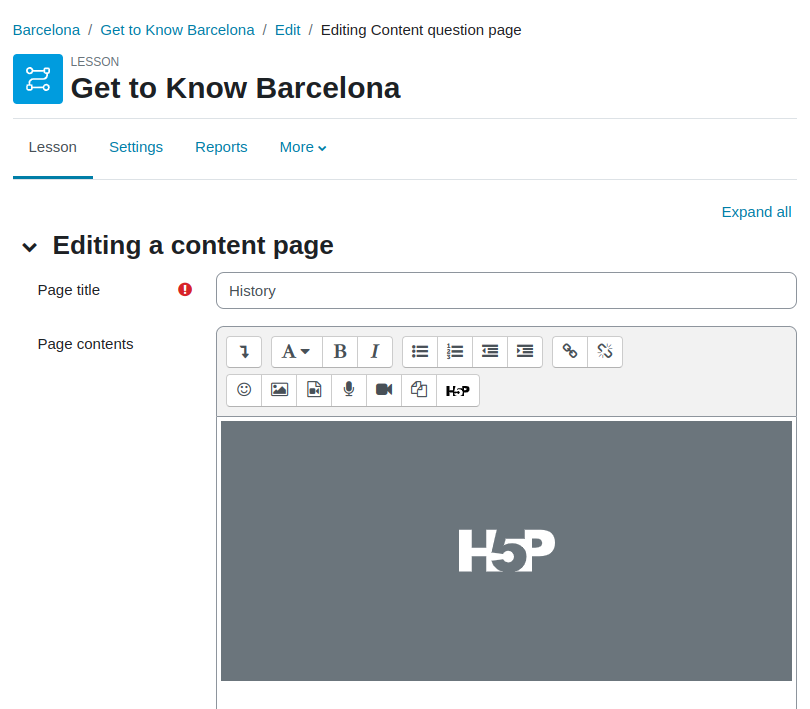 Barcelona / Get to Know Barcelona / Edit / Editing Content question page
LESSON
Get to Know Barcelona
Lesson Settings Reports More
Expand all
Editing a content page
Page title
History
Page contents
A B I
H5P
H5P